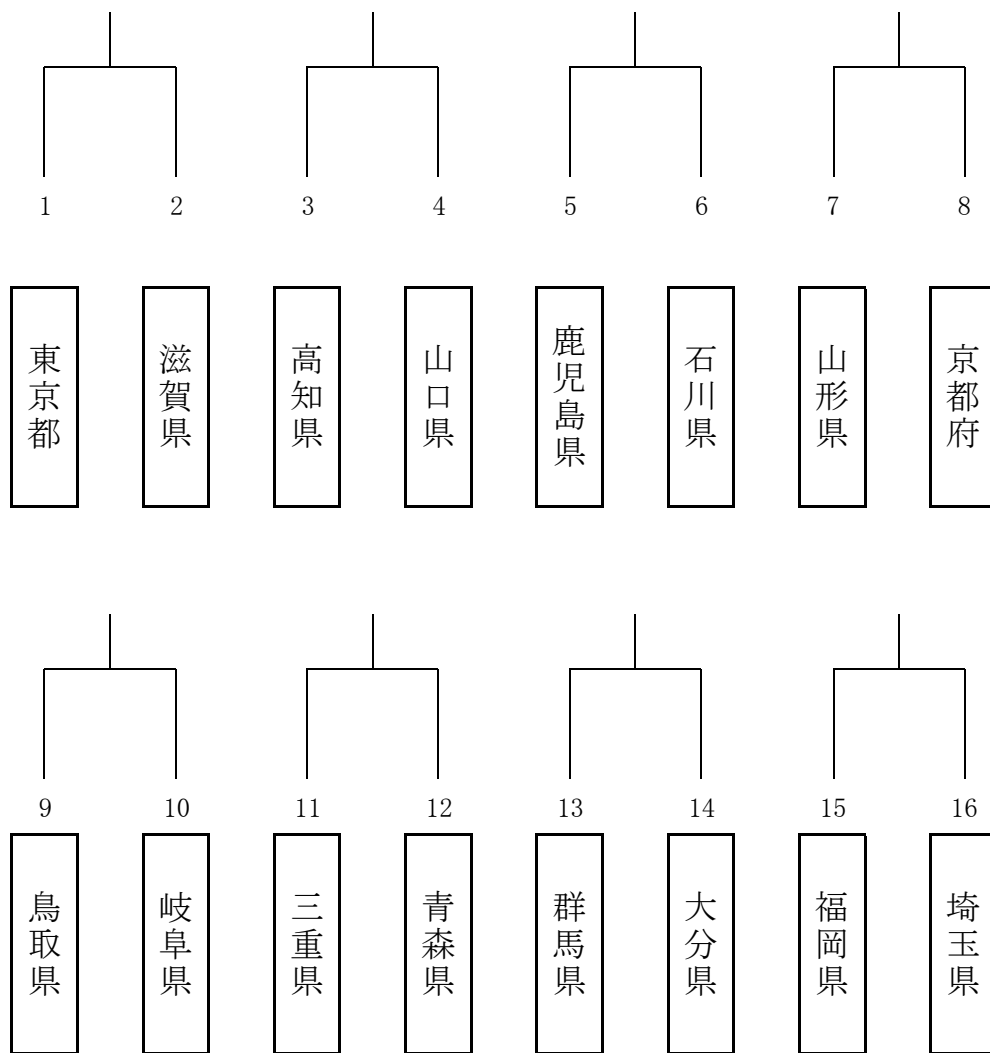 1 2 3 4 5 6 7 8
東京都
滋賀県
高知県
山口県
鹿児島県
石川県
山形県
京都府
9 10 11 12 13 14 15 16
鳥取県
岐阜県
三重県
青森県
群馬県
大分県
福岡県
埼玉県